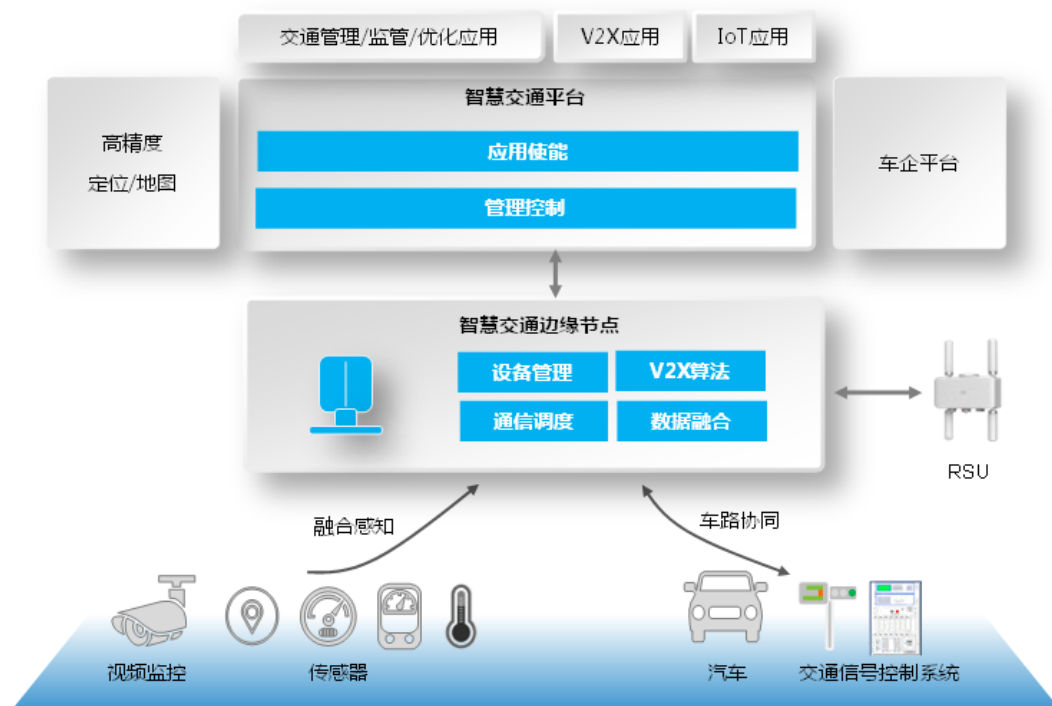 交通管理/监管/优化应用
V2X应用
IoT应用
高精度
定位/地图
智慧交通平台
应用使能
管理控制
车企平台
智慧交通边缘节点
设备管理
V2X算法
通信调度
数据融合
RSU
融合感知
车路协同
视频监控
传感器
汽车
交通信号控制系统